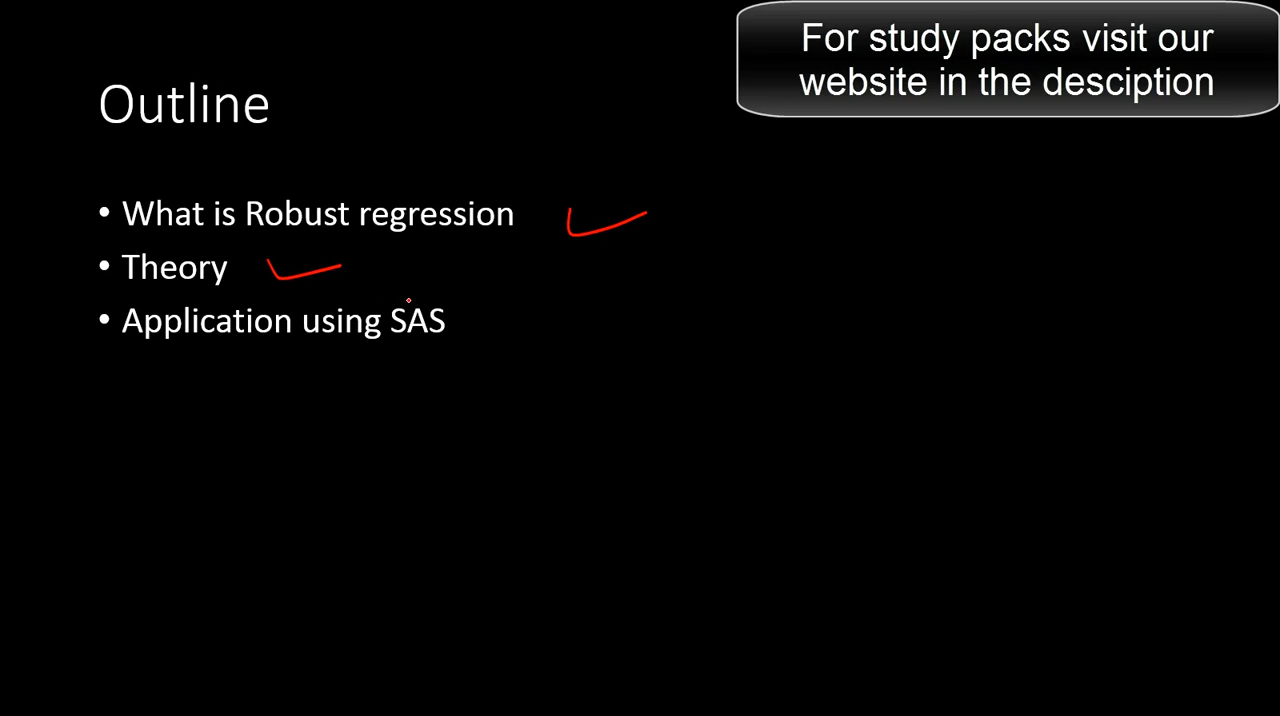 For study packs visit our
website in the desciption
Outline
• What is Robust regression
• Theory
• Application using SAS